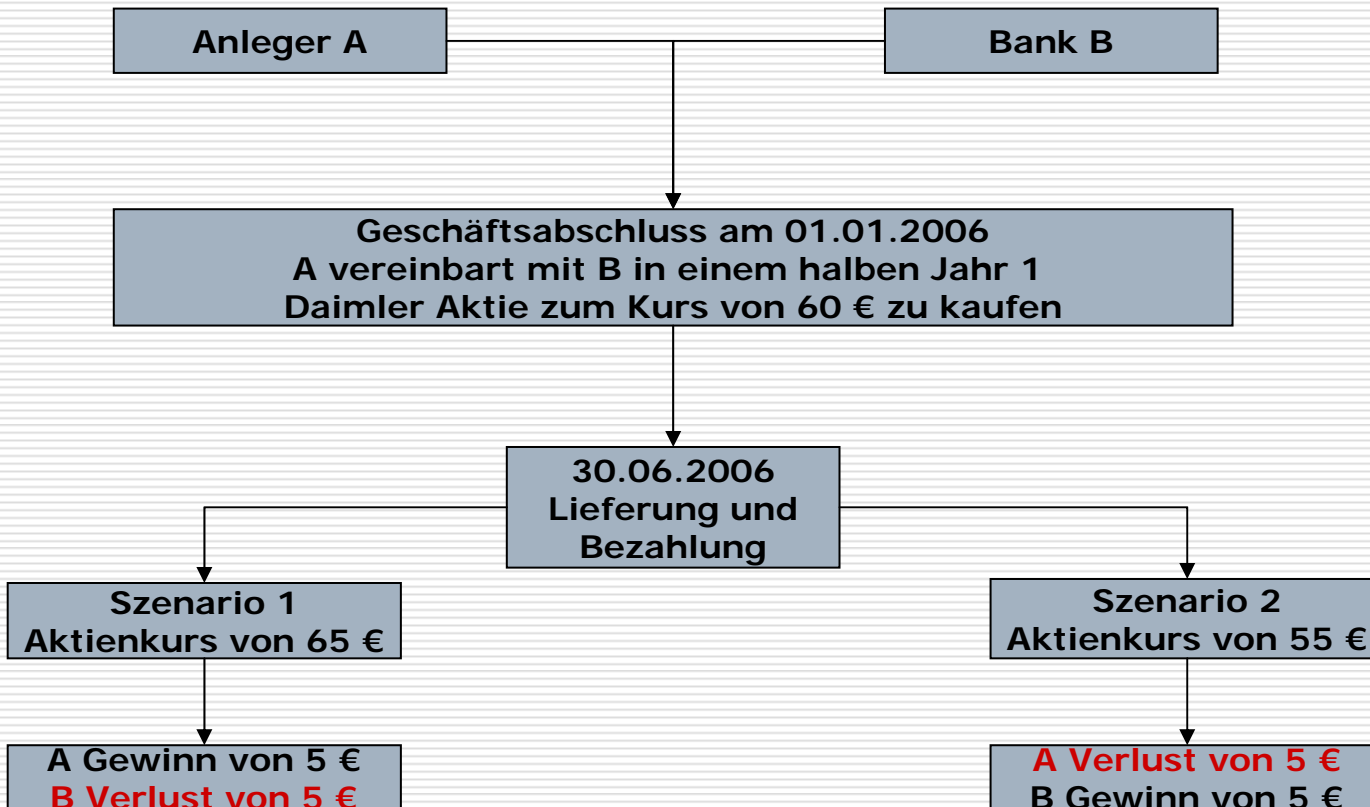 Anleger A
Bank B
Geschäftsabschluss am 01.01.2006
A vereinbart mit B in einem halben Jahr 1
Daimler Aktie zum Kurs von 60 € zu kaufen
30.06.2006
Lieferung und
Bezahlung
Szenario 1
Aktienkurs von 65 €
Szenario 2
Aktienkurs von 55 €
A Gewinn von 5 €
B Verlust von 5 €
A Verlust von 5 €
B Gewinn von 5 €